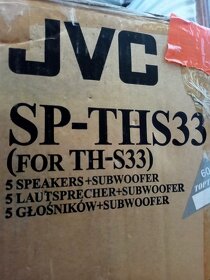 JVC
SP-THS33
(FOR TH-S33)
5 SPEAKERS+SUBWOOFER
5 LAUTSPRECHER+SUBWOOFER
5 GŁOŚNIKÓW+SUBWOOFER